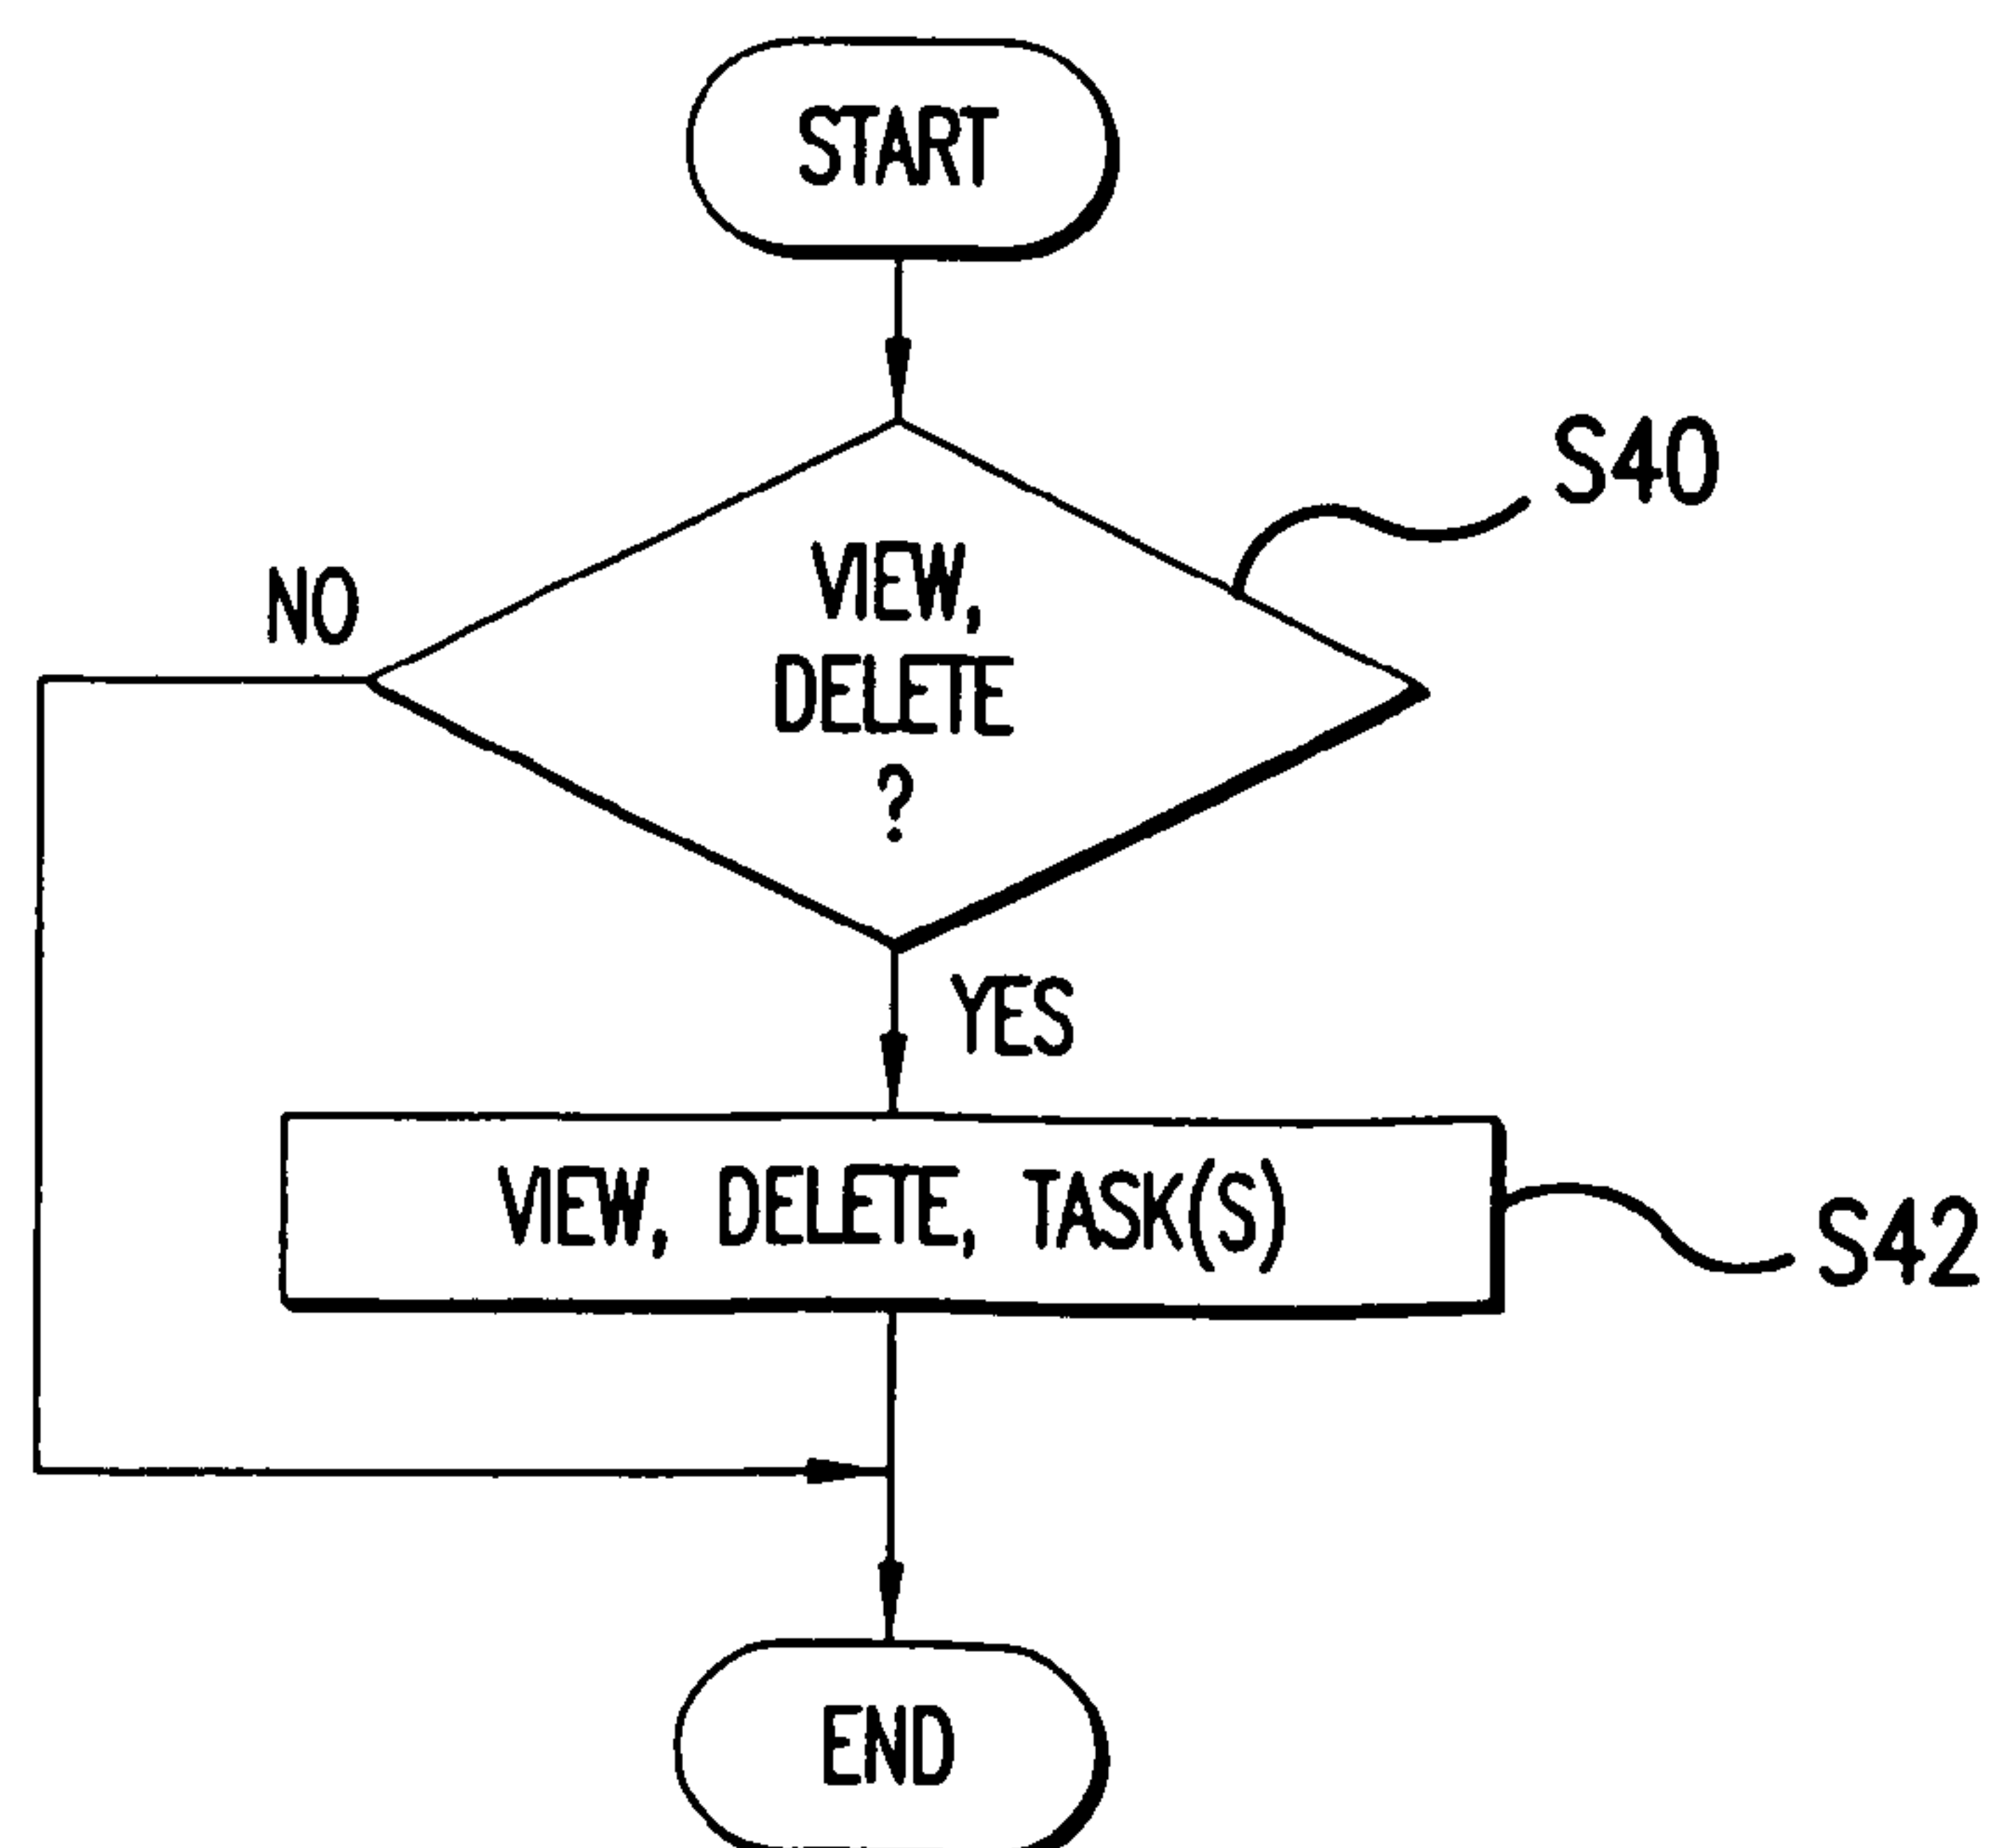 START
S40
NO
VIEW,
DELETE
?
YES
VIEW, DELETE, TASK(S)
S42
END